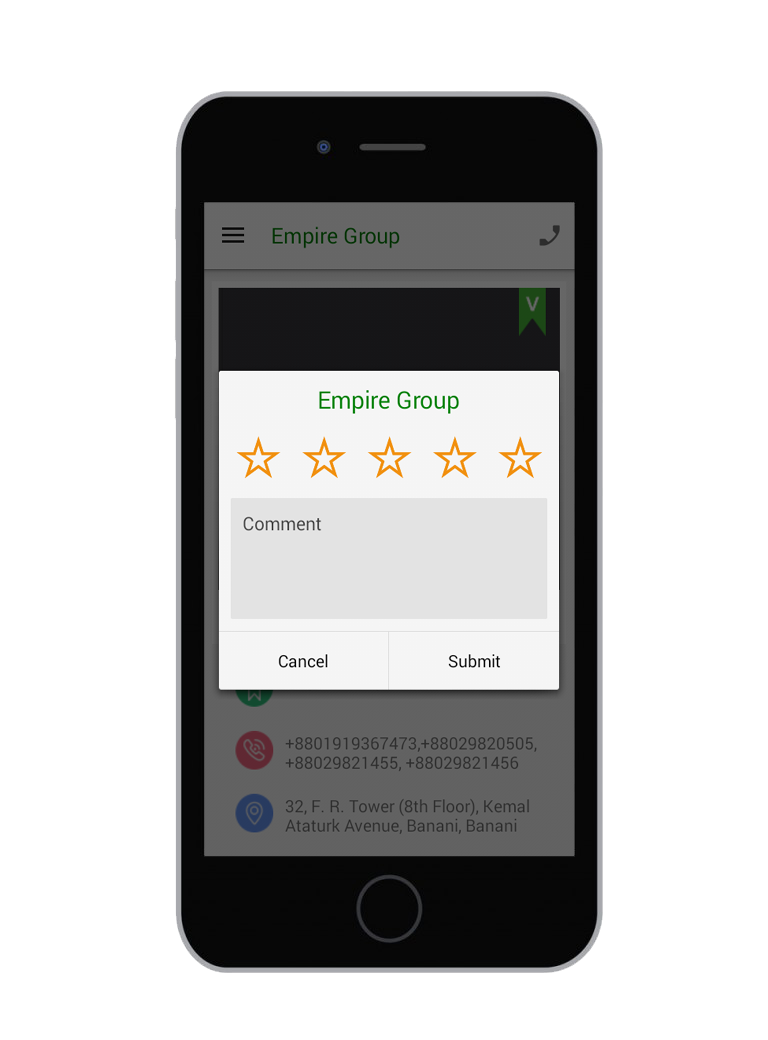 Empire Group
V
Empire Group
Comment
Cancel Submit
+8801919367473,+88029820505,
+88029821455, +88029821456
32, F. R. Tower (8th Floor), Kemal
Ataturk Avenue, Banani, Banani